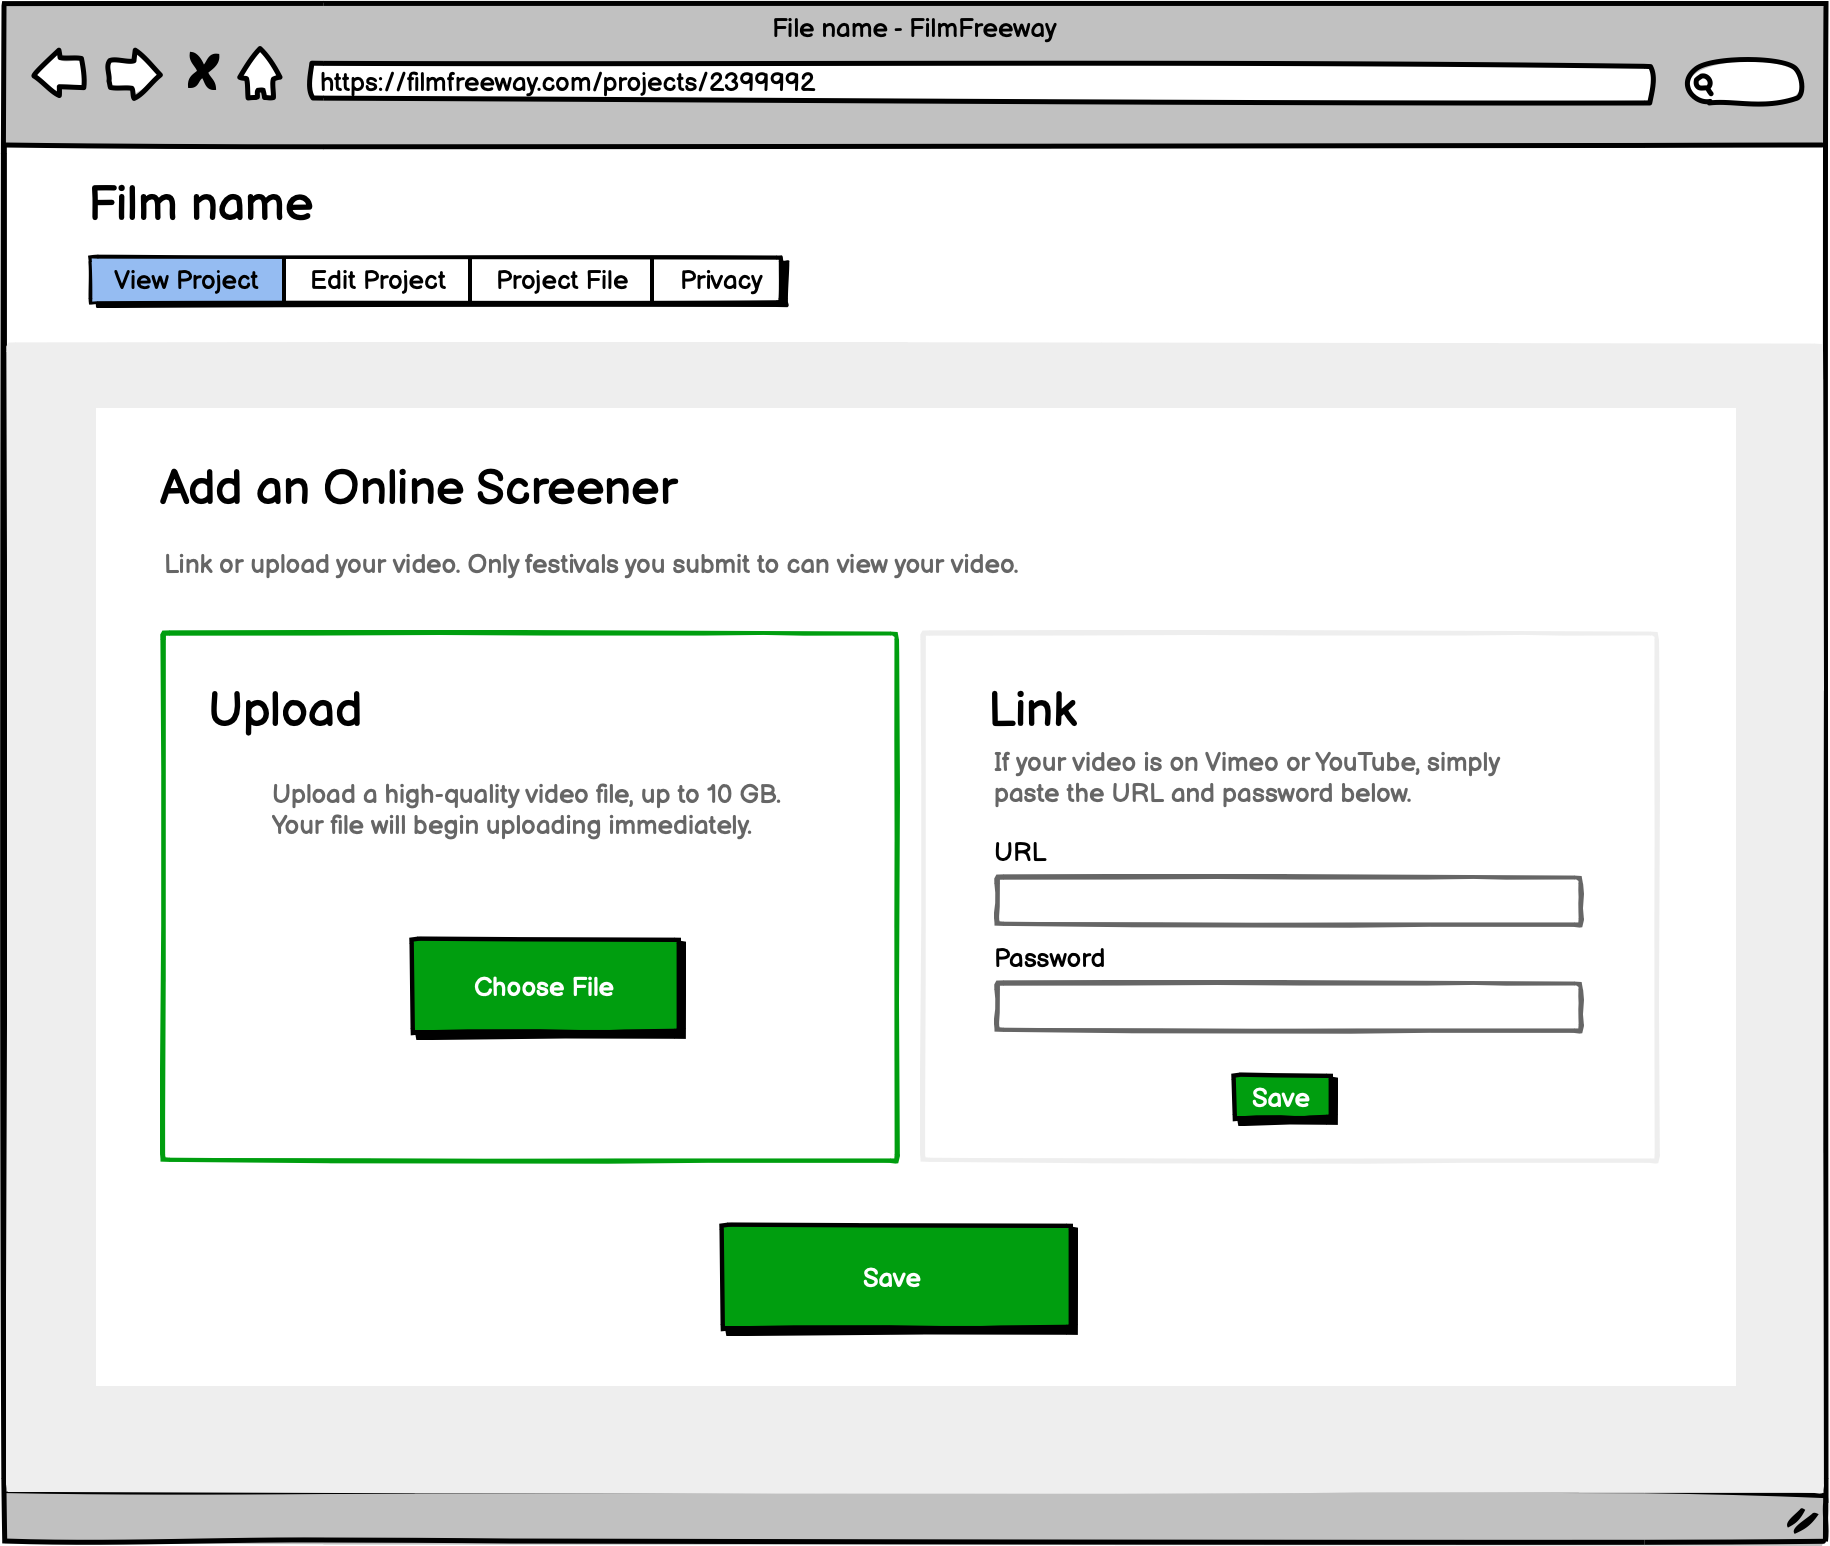 File name - FilmFreeway
https://filmfreeway.com/projects/2399992
Film name
View Project Edit Project Project File Privacy
Add an Online Screener
Link or upload your video. Only festivals you submit to can view your video.
Upload
Upload a high-quality video file, up to 10 GB.
Your file will begin uploading immediately.
Choose File
Link
If your video is on Vimeo or YouTube, simply
paste the URL and password below.
URL
Password
Save
Save